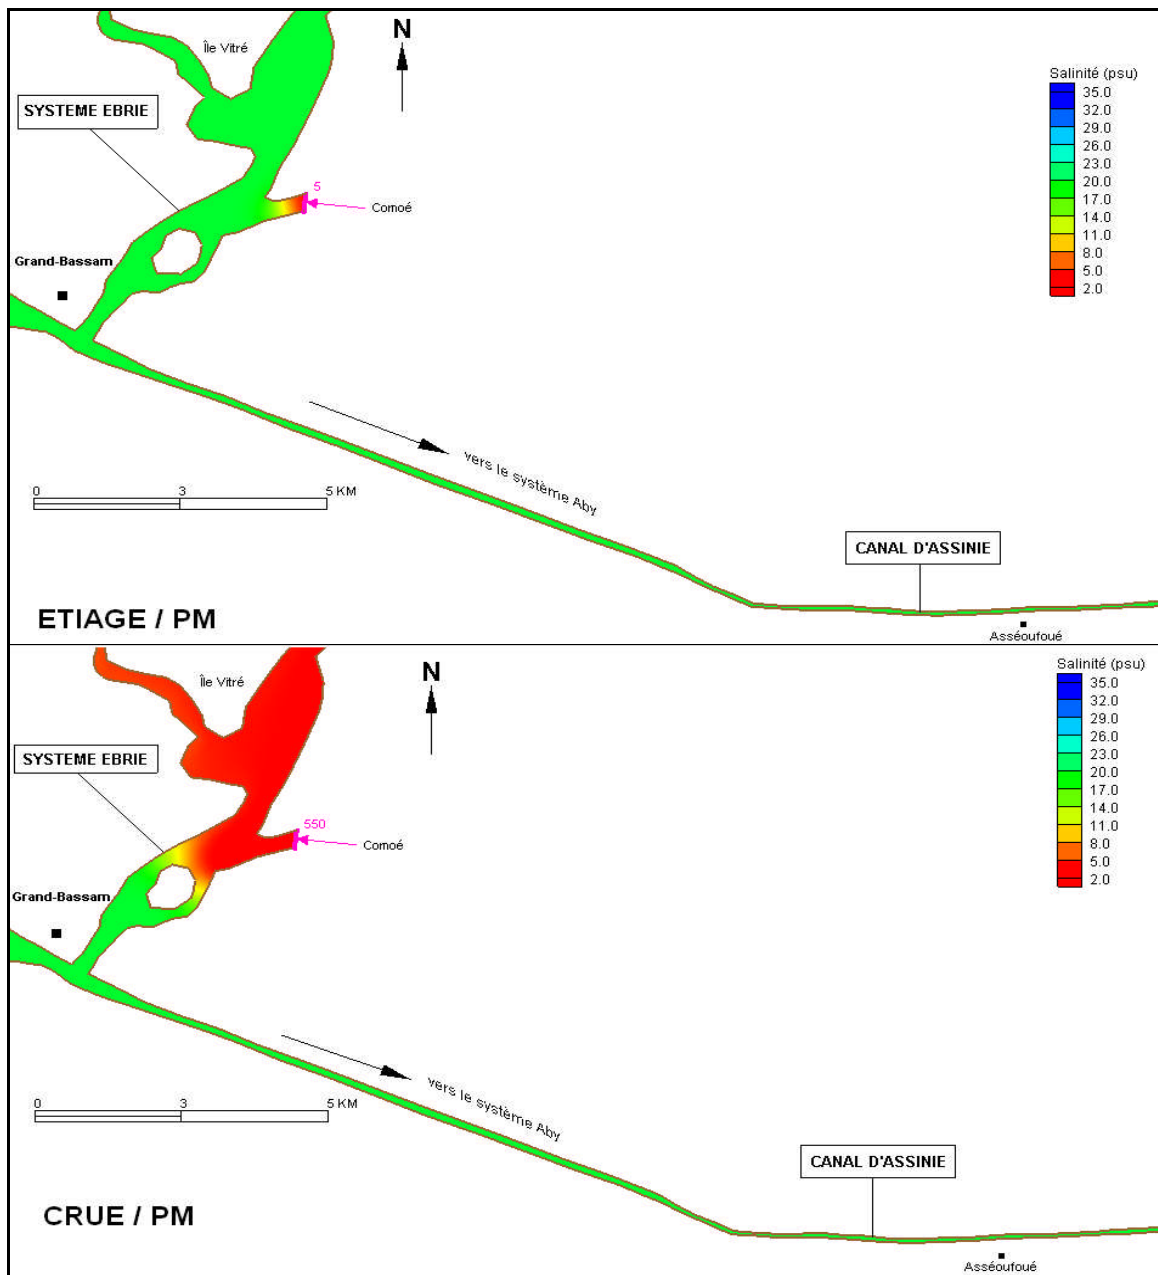 Île Vitré
N
Salinité (psu)
35.0
32.0
29.0
26.0
23.0
20.0
17.0
14.0
11.0
8.0
5.0
2.0
SYSTEME EBRIE
5
Comoé
Grand-Bassam
vers le système Aby
0 3 5 KM
CANAL D'ASSINIE
ETIAGE / PM
Asséoufoué
Île Vitré
N
Salinité (psu)
35.0
32.0
29.0
26.0
23.0
20.0
17.0
14.0
11.0
8.0
5.0
2.0
SYSTEME EBRIE
550
Comoé
Grand-Bassam
vers le système Aby
0 3 5 KM
CANAL D'ASSINIE
CRUE / PM
Asséoufoué